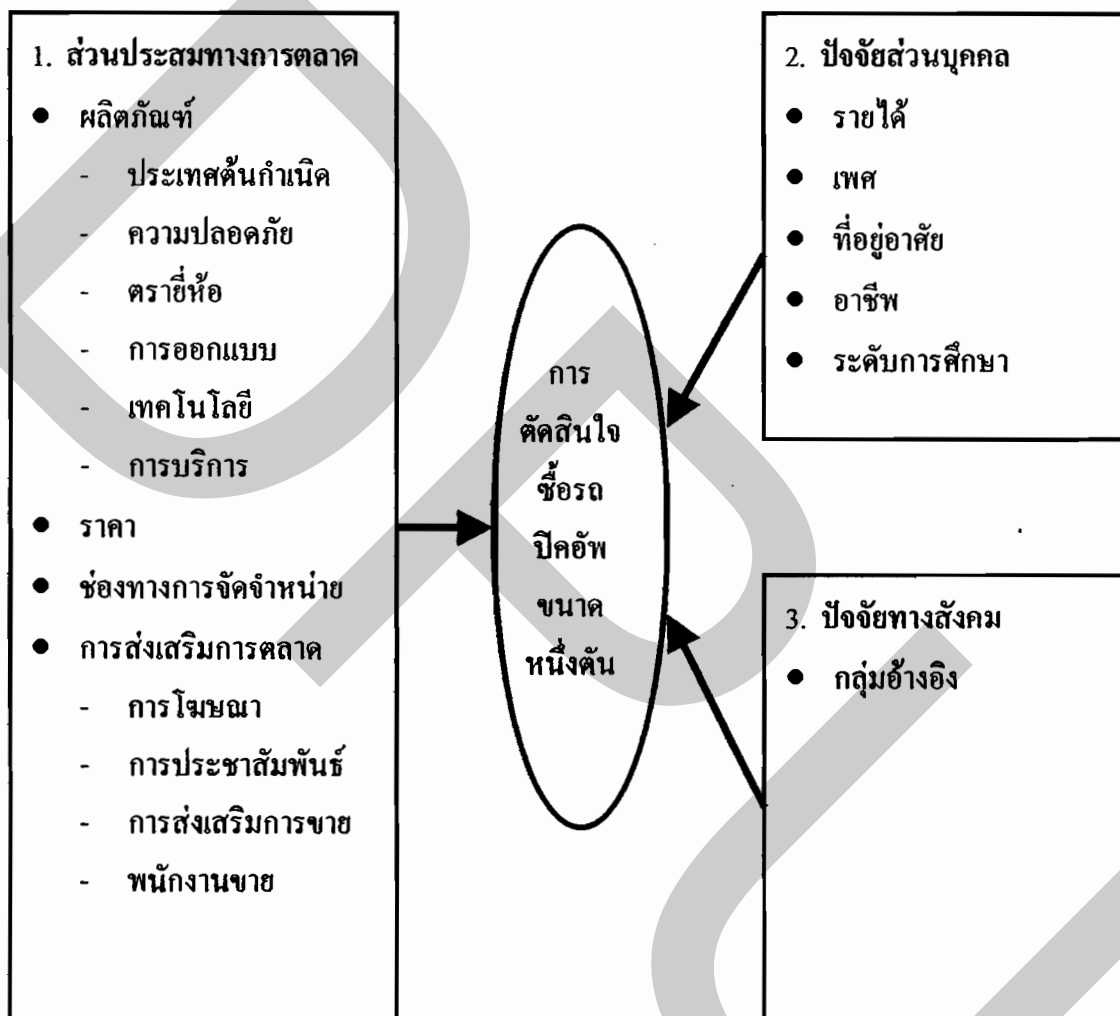 1. ส่วนประสมทางการตลาด
● ผลิตภัณฑ์
- ประเทศต้นกำเนิด
- ความปลอดภัย
- ตรายี่ห้อ
- การออกแบบ
- เทคโนโลยี
- การบริการ
● ราคา
● ช่องทางการจัดจำหน่าย
● การส่งเสริมการตลาด
- การโฆษณา
- การประชาสัมพันธ์
- การส่งเสริมการขาย
- พนักงานขาย
การ
ตัดสินใจ
ซื้อรถ
ปิคอัพ
ขนาด
หนึ่งตัน
2. ปัจจัยส่วนบุคคล
● รายได้
● เพศ
● ที่อยู่อาศัย
● อาชีพ
● ระดับการศึกษา
3. ปัจจัยทางสังคม
● กลุ่มอ้างอิง